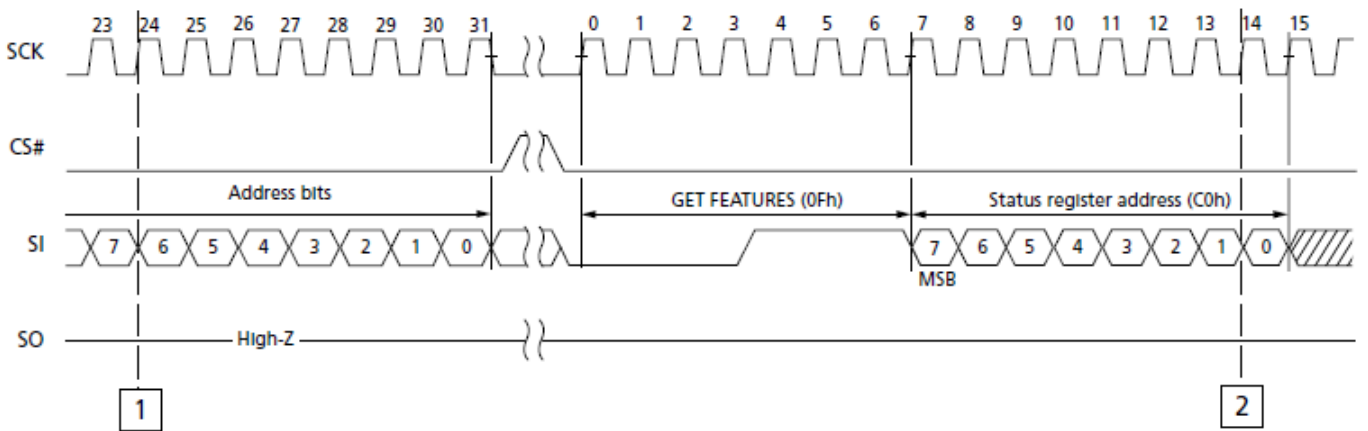 23 24 25 26 27 28 29 30 31 0 1 2 3 4 5 6 7 8 9 10 11 12 13 14 15
SCK
CS#
Address bits GET FEATURES (0Fh) Status register address (C0h)
SI 7 6 5 4 3 2 1 0 7 6 5 4 3 2 1 0
MSB
SO High-Z
1 2